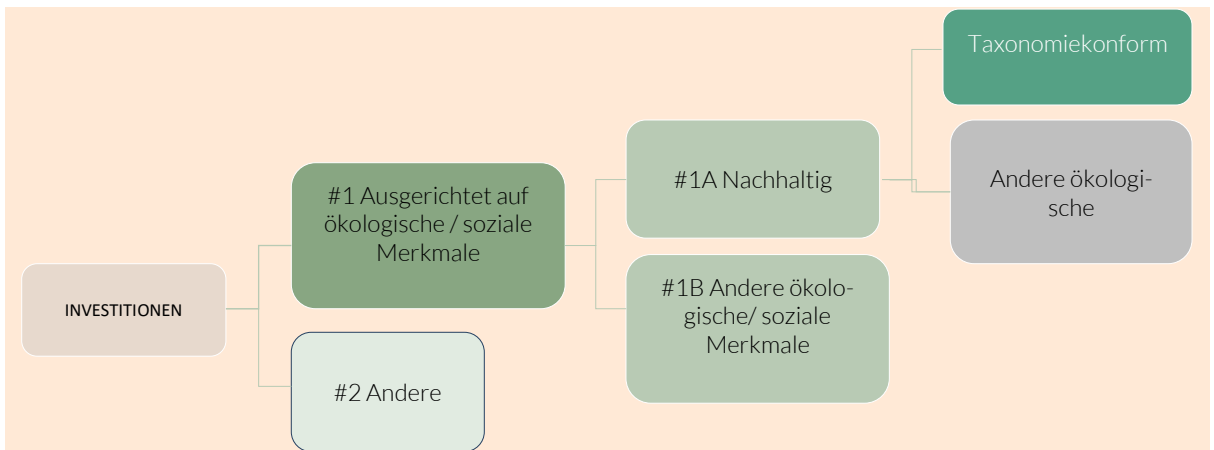 INVESTITIONEN
#1 Ausgerichtet auf
ökologische / soziale
Merkmale
#2 Andere
#1A Nachhaltig
#1B Andere ökolo-
gische/ soziale
Merkmale
Taxonomiekonform
Andere ökologi-
sche